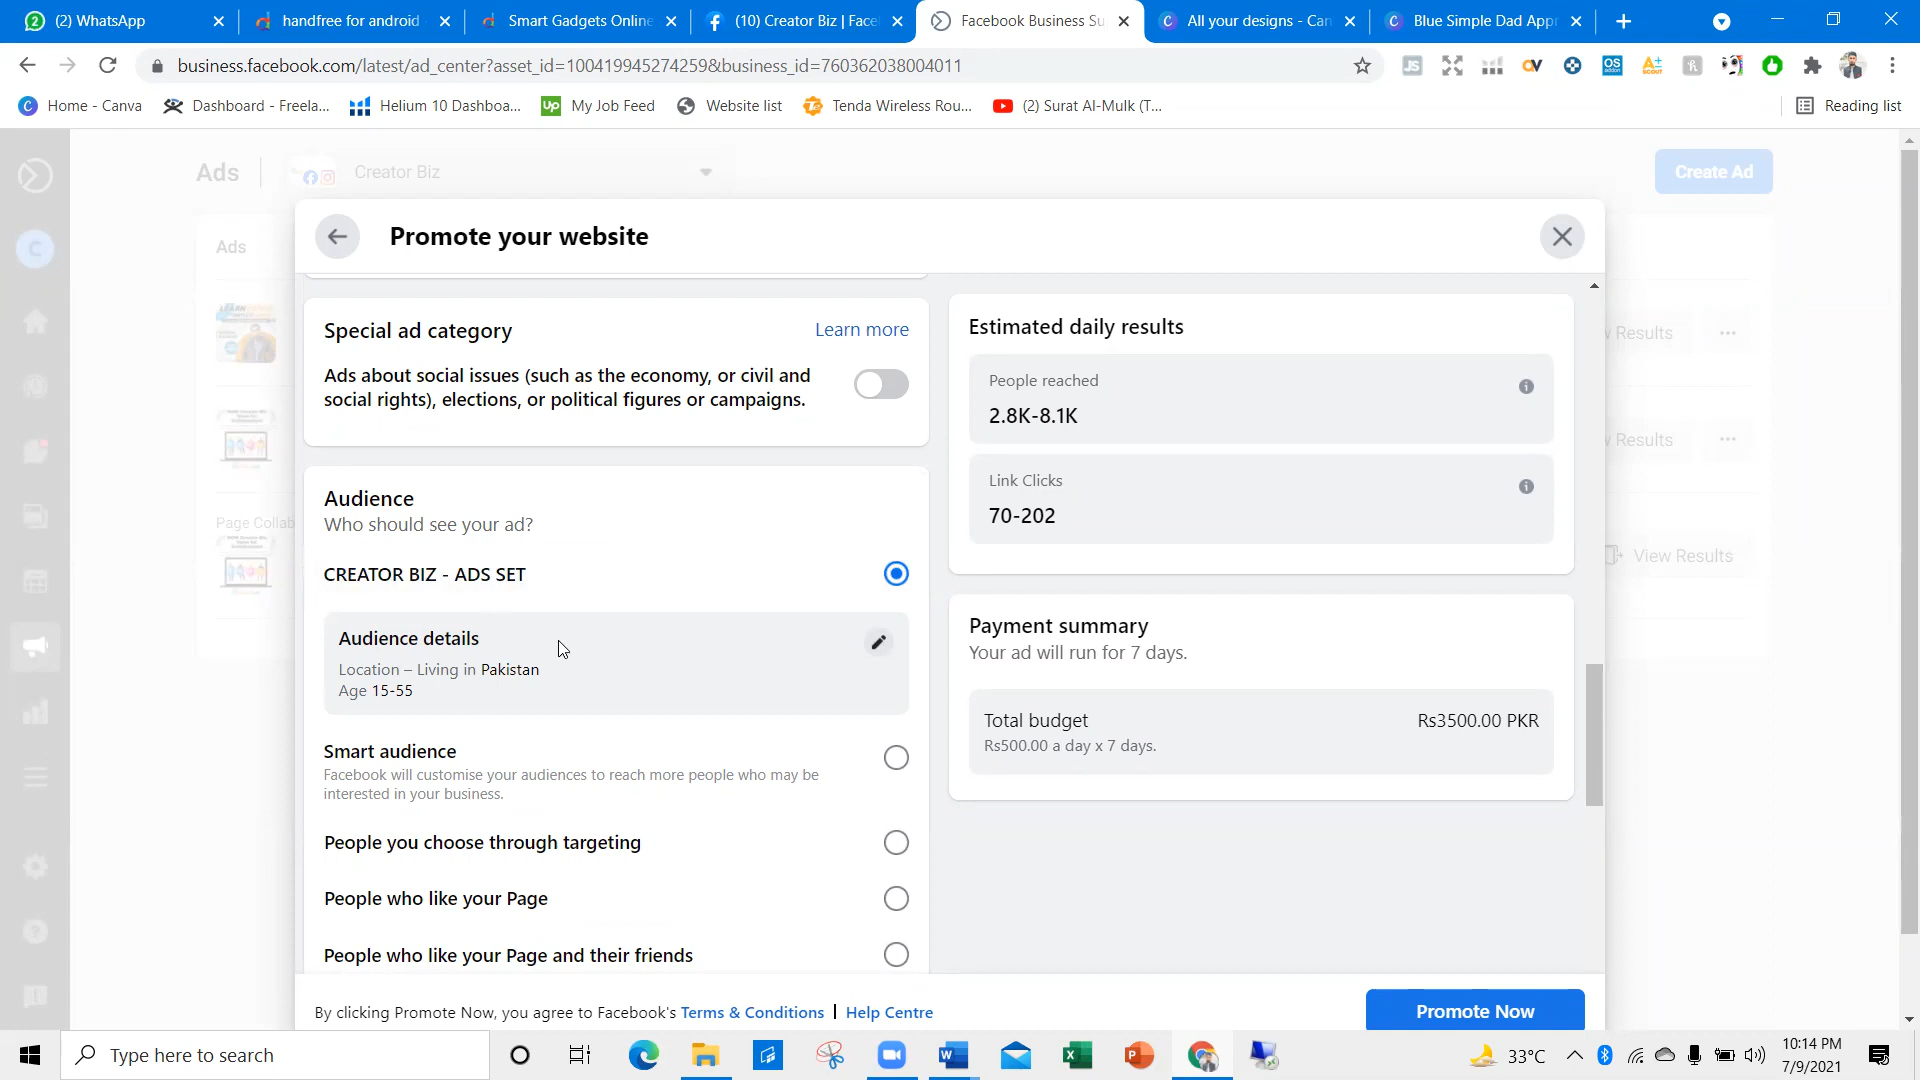 (2) WhatsApp
handfree for android
Smart Gadgets Online
(10) Creator Biz | Face
Facebook Business Su
All your designs - Can
Blue Simple Dad App
business.facebook.com/latest/ad_center?asset_id=100419945274259&business_id=760362038004011
Home - Canva
Dashboard - Freela...
Helium 10 Dashboa...
My Job Feed
Website list
Tenda Wireless Rou...
(2) Surat Al-Mulk (T...
Reading list
Ads
Creator Biz
Create Ad
Ads
Promote your website
Special ad category
Learn more
Ads about social issues (such as the economy, or civil and
social rights), elections, or political figures or campaigns.
Audience
Who should see your ad?
CREATOR BIZ - ADS SET
Audience details
Location – Living in Pakistan
Age 15-55
Smart audience
Facebook will customise your audiences to reach more people who may be
interested in your business.
People you choose through targeting
People who like your Page
People who like your Page and their friends
Estimated daily results
People reached
2.8K-8.1K
Link Clicks
70-202
Payment summary
Your ad will run for 7 days.
Total budget
Rs3500.00 PKR
Rs500.00 a day x 7 days.
Results
Results
View Results
Page Collab
By clicking Promote Now, you agree to Facebook's Terms & Conditions | Help Centre
Promote Now
Type here to search
33°C
10:14 PM
7/9/2021